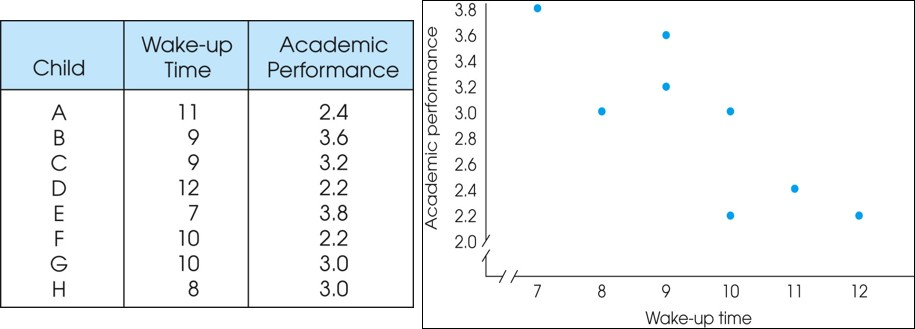 Child Wake-up Time Academic Performance
A 11 2.4
B 9 3.6
C 9 3.2
D 12 2.2
E 7 3.8
F 10 2.2
G 10 3.0
H 8 3.0
Academic performance
3.8
3.6
3.4
3.2
3.0
2.8
2.6
2.4
2.2
2.0
7 8 9 10 11 12
Wake-up time